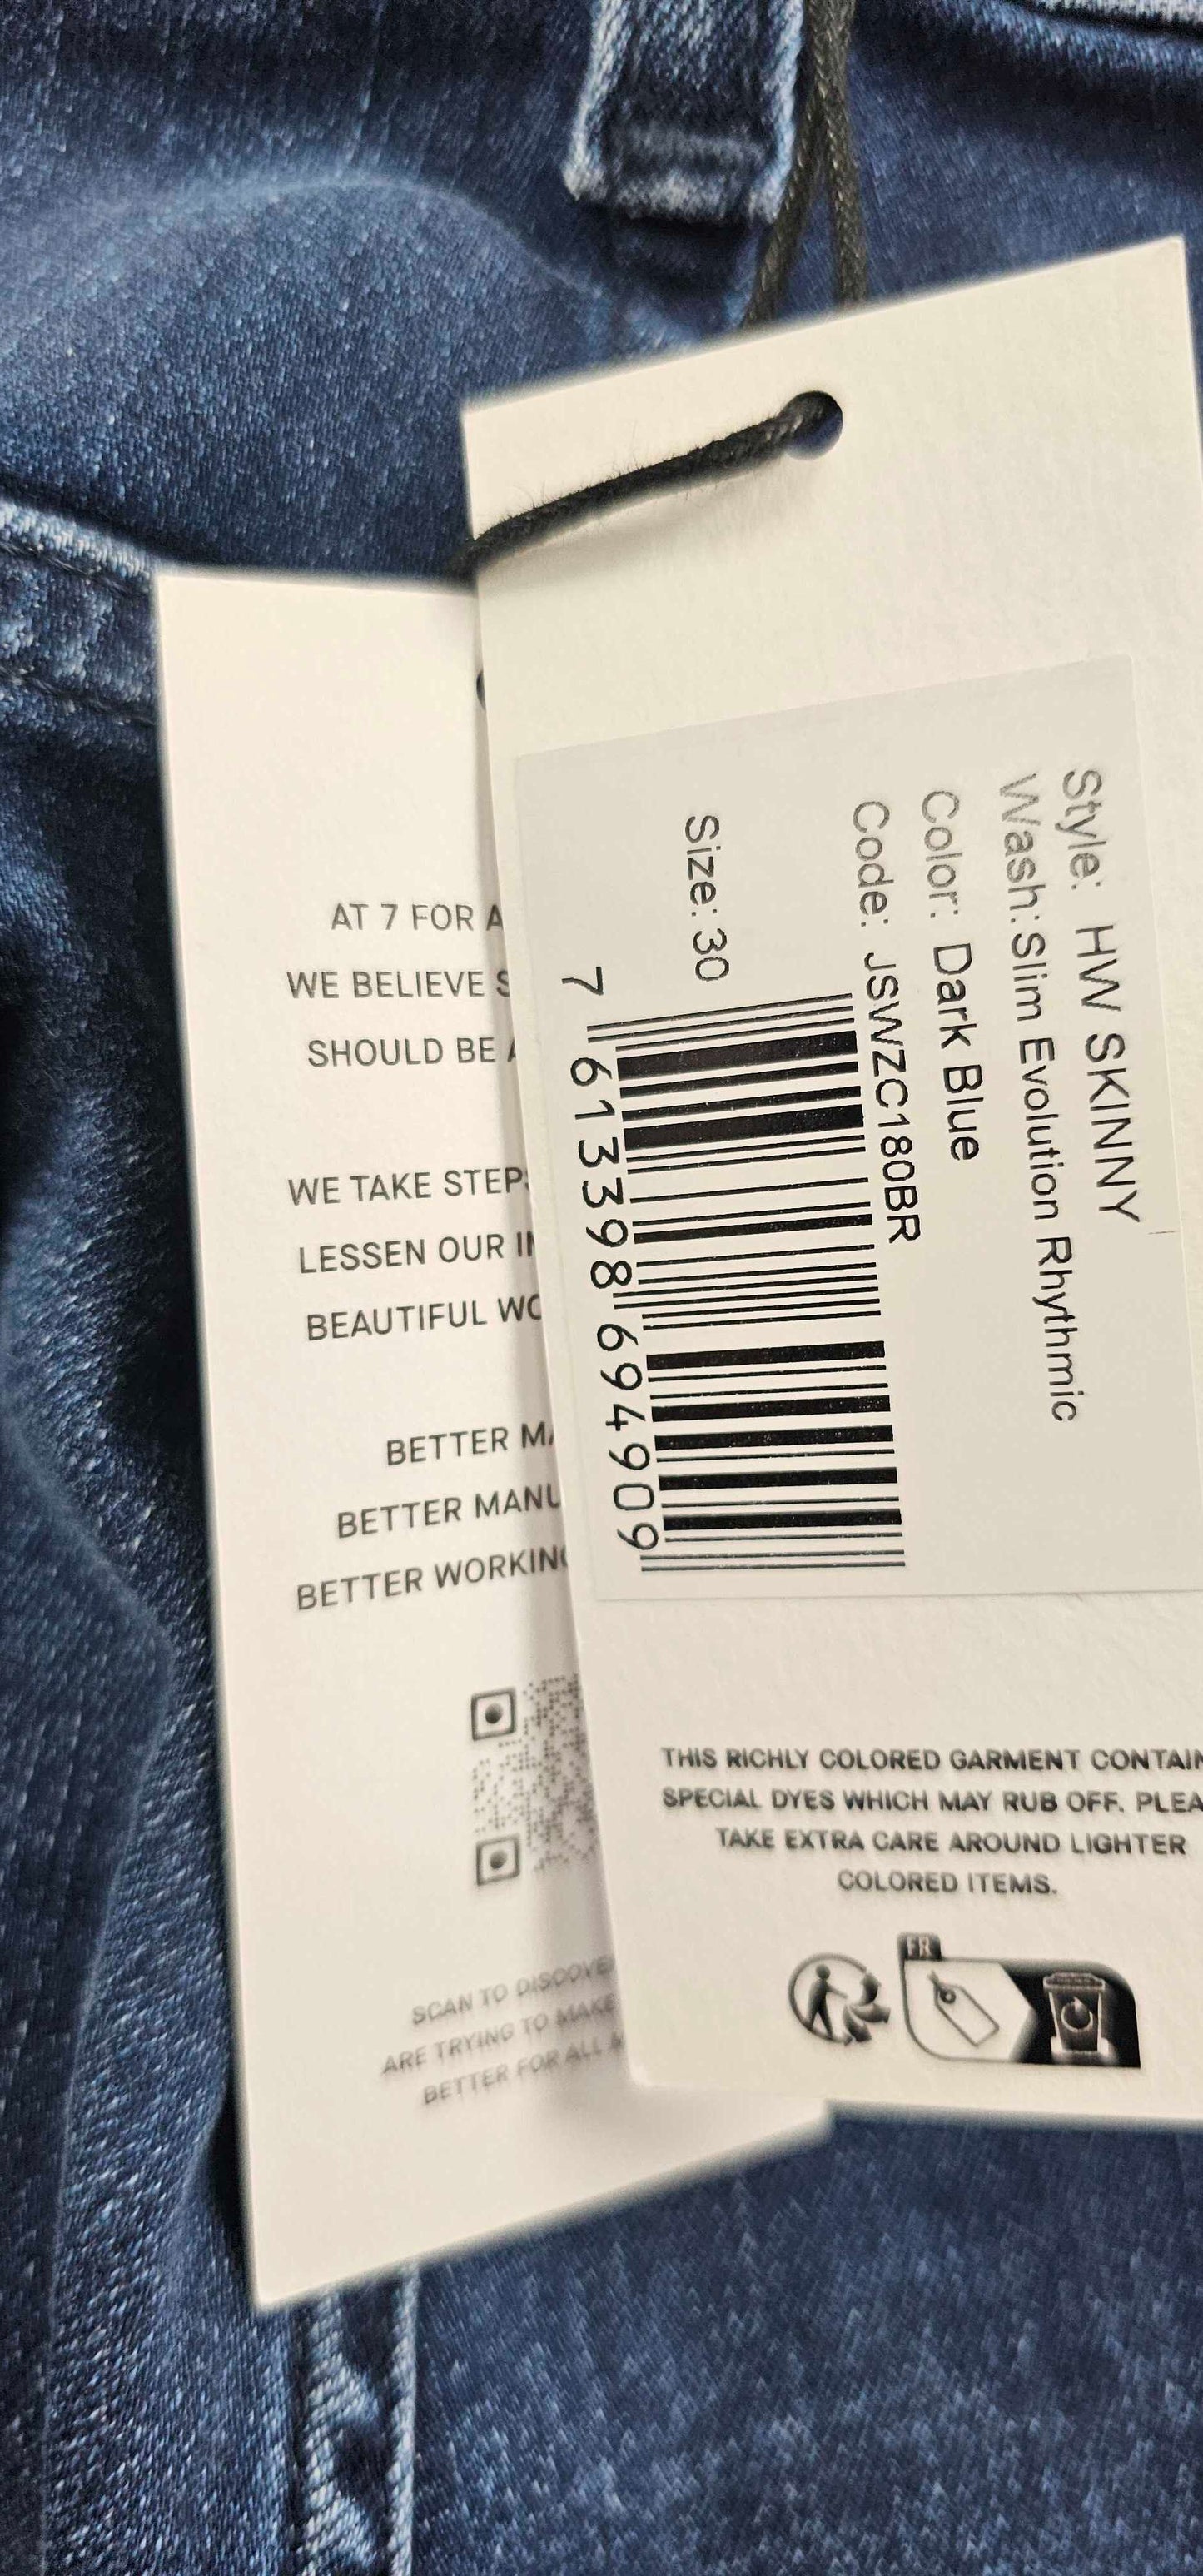 Style: HW SKINNY
Wash:Slim Evolution Rhythmic
Color: Dark Blue
Code: JSWZC180BR
Size: 30
7 613398 694909
THIS RICHLY COLORED GARMENT CONTAIN
SPECIAL DYES WHICH MAY RUB OFF. PLEA
TAKE EXTRA CARE AROUND LIGHTER
COLORED ITEMS.
FR
AT 7 FOR A
WE BELIEVE S
SHOULD BE
WE TAKE STEPS
LESSEN OUR
BEAUTIFUL WO
BETTER MA
BETTER MANU
BETTER WORKING
SCAN TO DISCOVE
ARE TRYING TO MAKE
BETTER FOR ALL